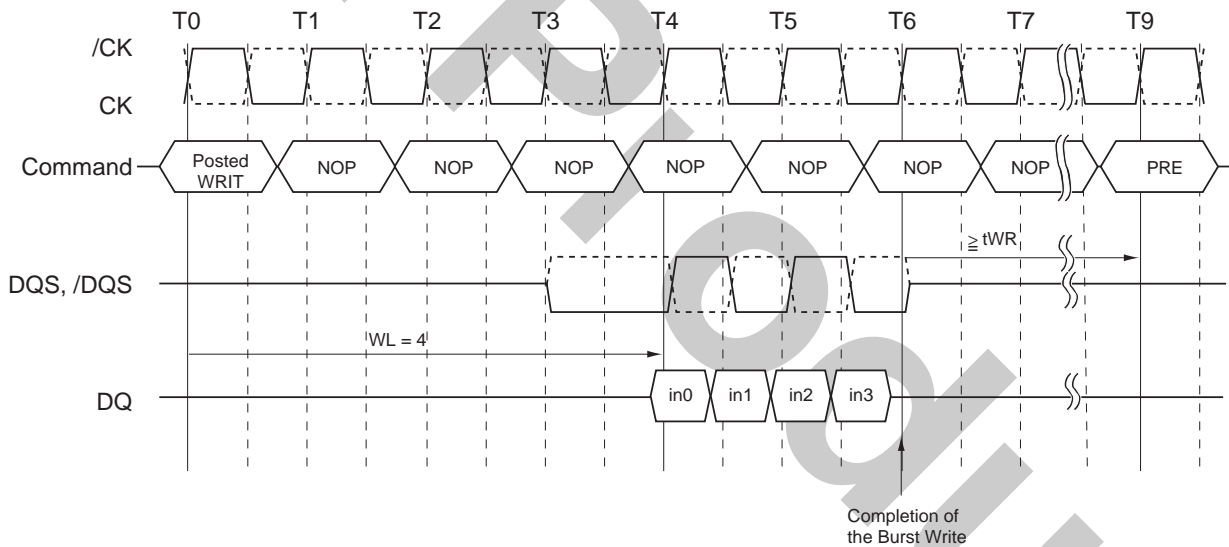 T0 T1 T2 T3 T4 T5 T6 T7 T9
/CK
CK
Command
Posted
WRIT
NOP NOP NOP NOP NOP NOP NOP PRE
≧ tWR
DQS, /DQS
WL = 4
DQ
in0 in1 in2 in3
Completion of
the Burst Write